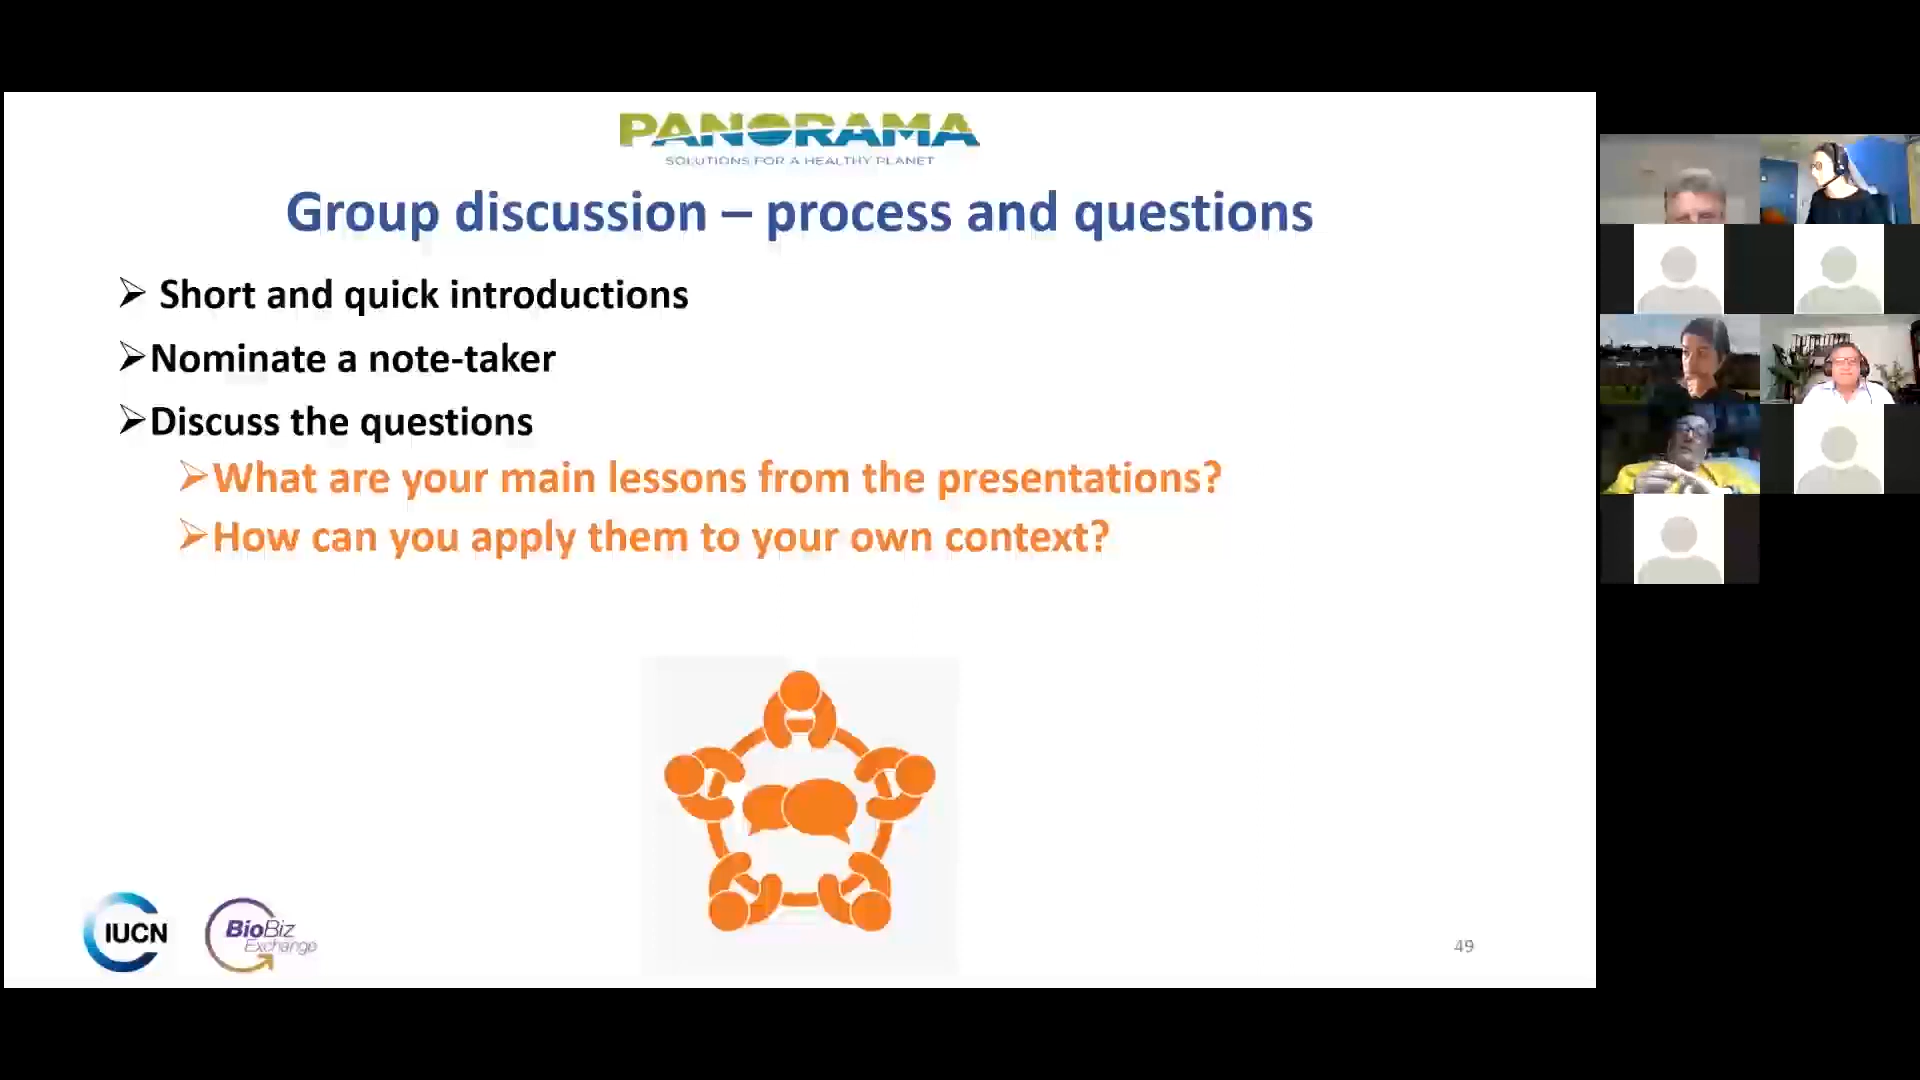 PANORAMA
SOLUTIONS FOR A HEALTHY PLANET
Group discussion – process and questions
➢ Short and quick introductions
➢Nominate a note-taker
➢Discuss the questions
➢What are your main lessons from the presentations?
➢How can you apply them to your own context?
IUCN
BioBiz
Exchange
49